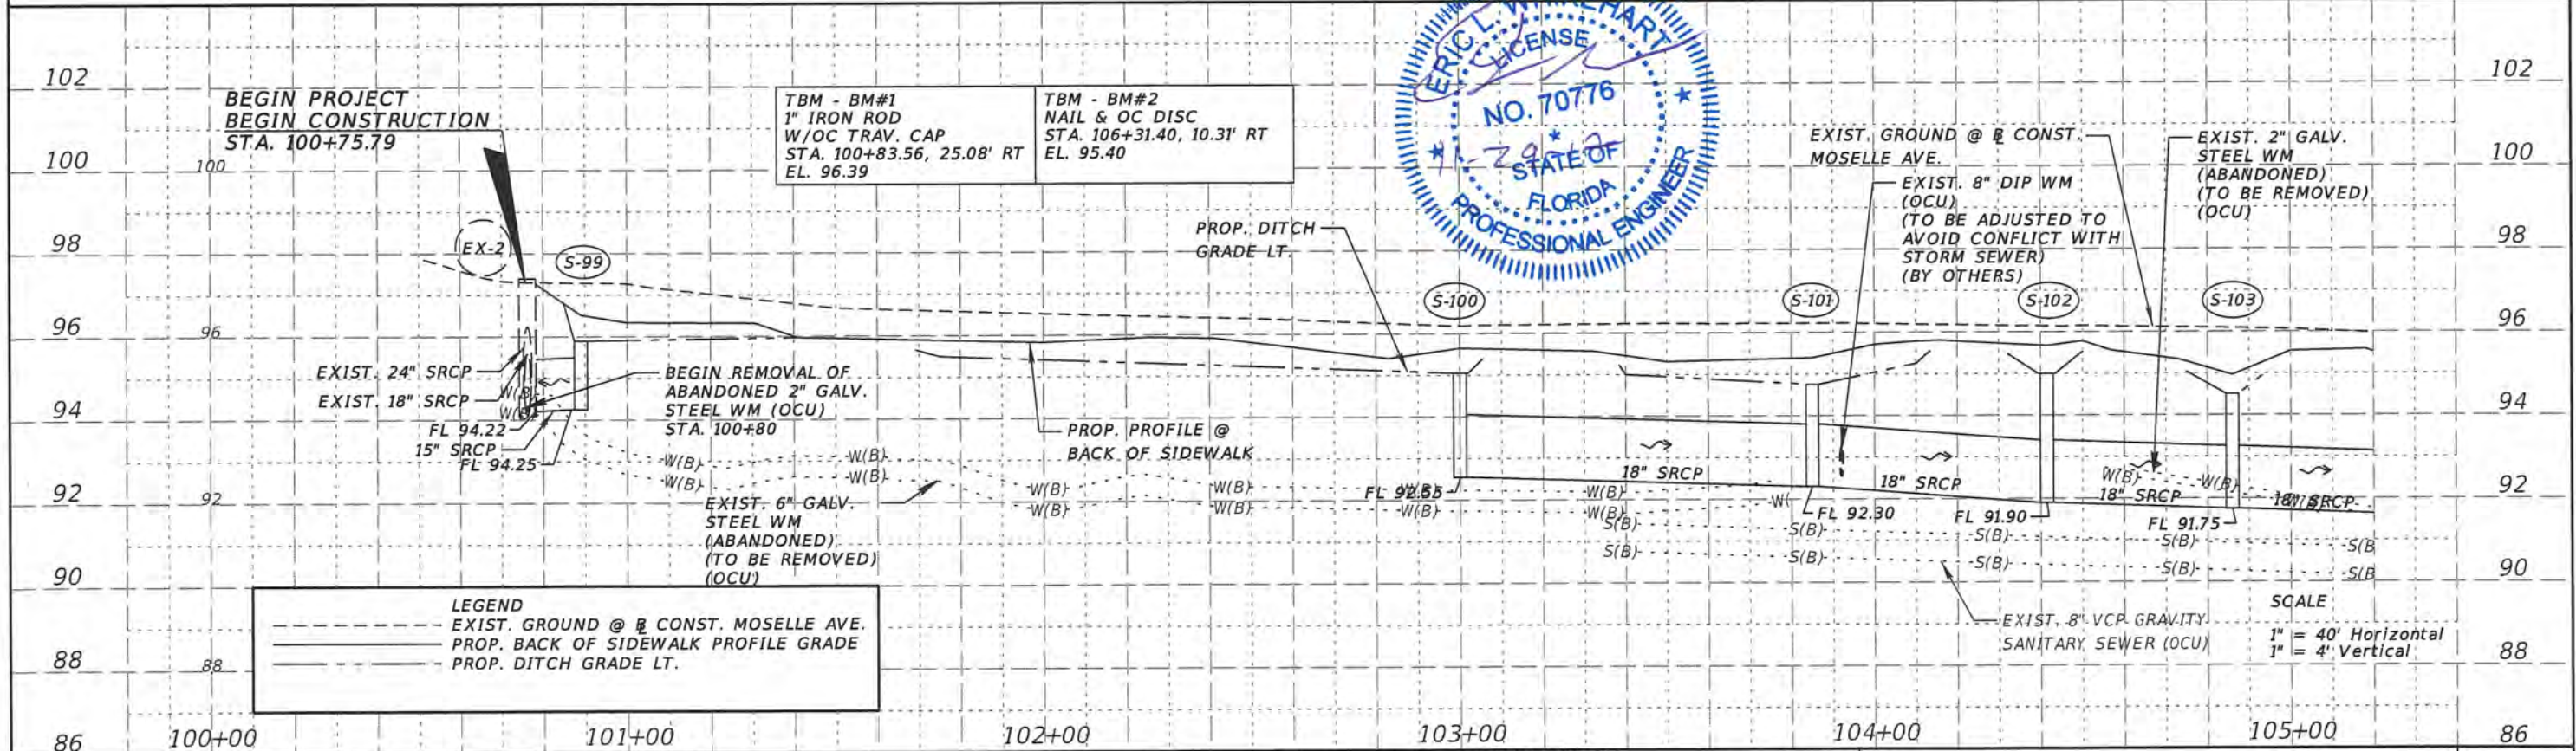 102
100
98
96
94
92
90
88
86
100
96
92
88
BEGIN PROJECT
BEGIN CONSTRUCTION
STA. 100+75.79
EX-2
S-99
TBM - BM#1
1" IRON ROD
W/OC TRAV. CAP
STA. 100+83.56, 25.08' RT
EL. 96.39
TBM - BM#2
NAIL & OC DISC
STA. 106+31.40, 10.31' RT
EL. 95.40
ERIC L. WHIREHART
LICENSE
NO. 70776
STATE OF
FLORIDA
PROFESSIONAL ENGINEER
PROP. DITCH
GRADE LT.
EXIST. GROUND @ ℄ CONST.
MOSELLE AVE.
EXIST. 8" DIP WM
(OCU)
(TO BE ADJUSTED TO
AVOID CONFLICT WITH
STORM SEWER)
(BY OTHERS)
EXIST. 2" GALV.
STEEL WM
(ABANDONED)
(TO BE REMOVED)
(OCU)
S-100
S-101
S-102
S-103
EXIST. 24" SRCP
EXIST. 18" SRCP
FL 94.22
15" SRCP
FL 94.25
W(B)
W(B)
BEGIN REMOVAL OF
ABANDONED 2" GALV.
STEEL WM (OCU)
STA. 100+80
PROP. PROFILE @
BACK OF SIDEWALK
W(B) W(B)
W(B) W(B)
EXIST. 6" GALV.
STEEL WM
(ABANDONED)
(TO BE REMOVED)
(OCU)
W(B) W(B) W(B) W(B) W(
W(B) W(B) W(B) W(B)
18" SRCP
18" SRCP
18" SRCP
18" SRCP
W(B) W(B) W(B)
FL 92.55
FL 92.30
FL 91.90
FL 91.75
S(B) S(B) S(B) S(B) S(B
S(B) S(B) S(B) S(B) S(B
EXIST. 8" VCP GRAVITY
SANITARY SEWER (OCU)
SCALE
1" = 40' Horizontal
1" = 4' Vertical
LEGEND
EXIST. GROUND @ ℄ CONST. MOSELLE AVE.
PROP. BACK OF SIDEWALK PROFILE GRADE
PROP. DITCH GRADE LT.
102
100
98
96
94
92
90
88
86
100+00
101+00
102+00
103+00
104+00
105+00